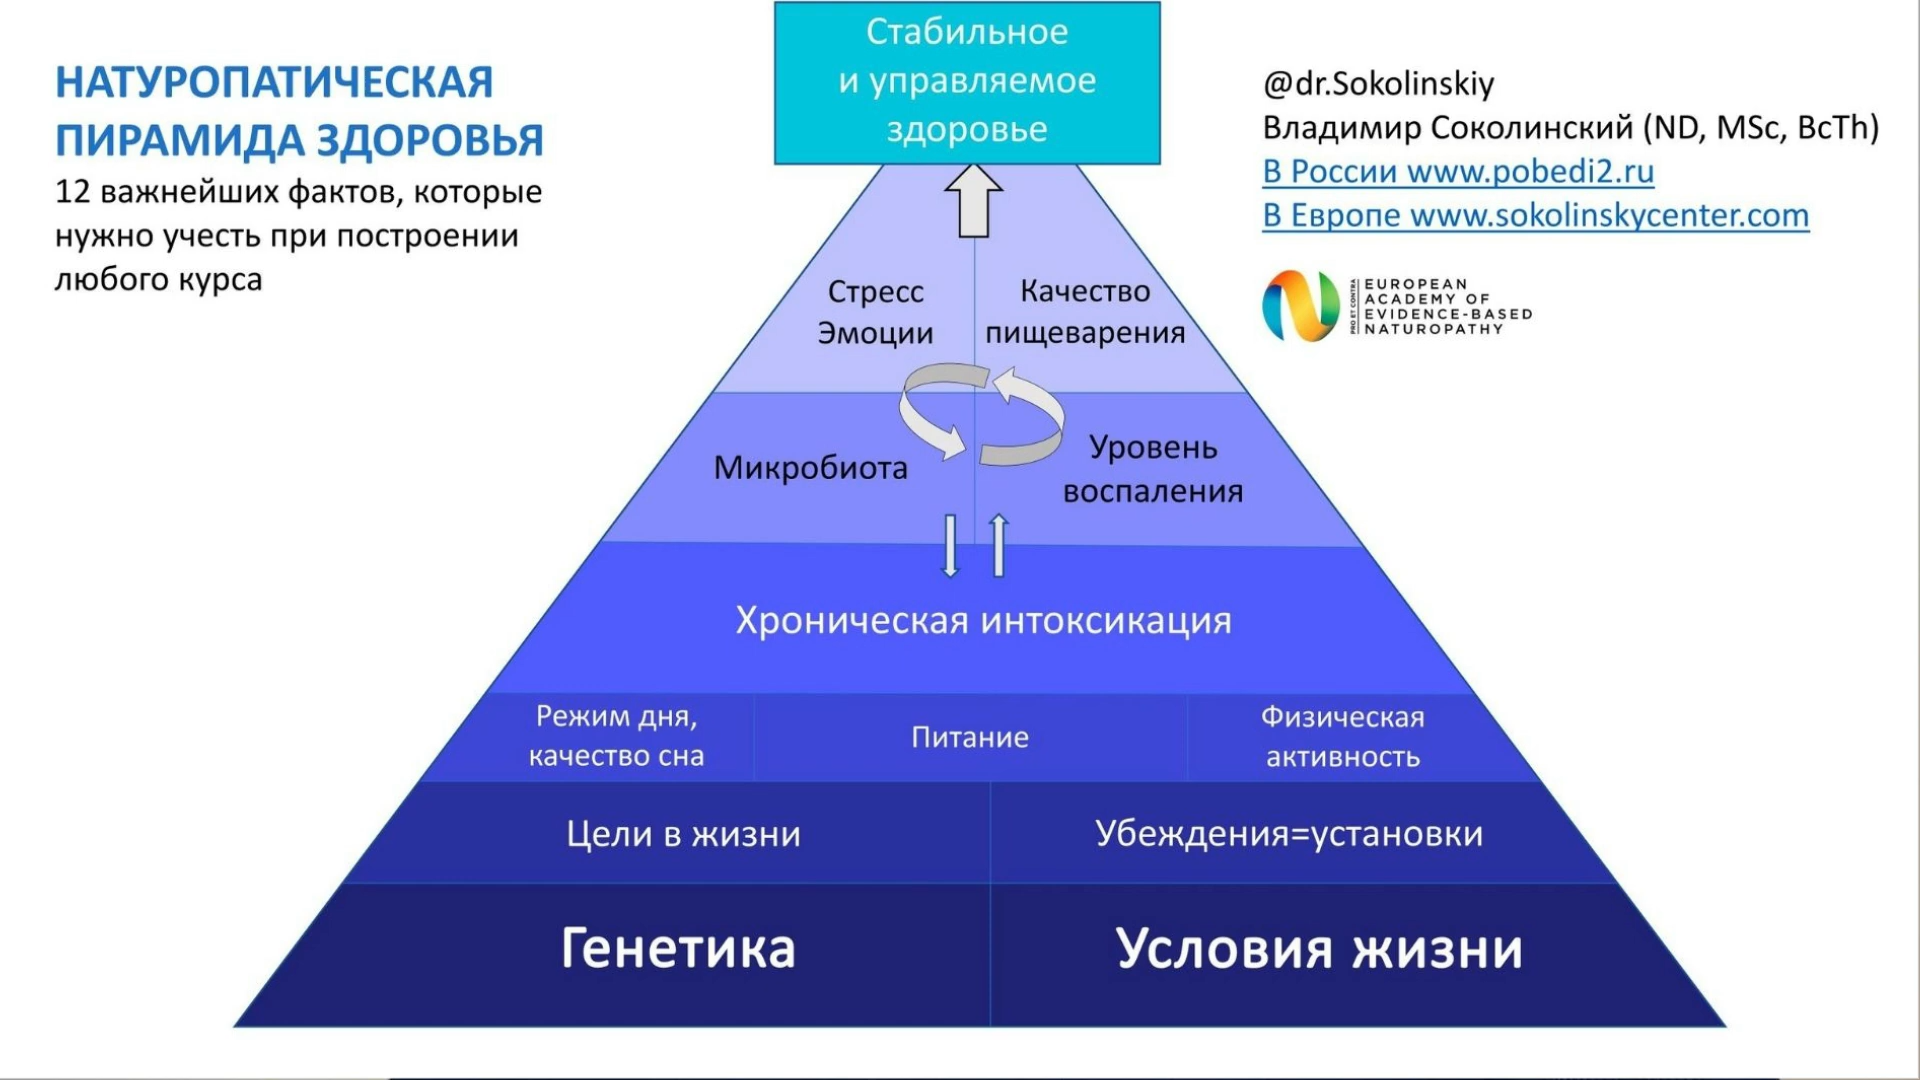 НАТУРОПАТИЧЕСКАЯ
ПИРАМИДА ЗДОРОВЬЯ
12 важнейших фактов, которые
нужно учесть при построении
любого курса
Стабильное
и управляемое
здоровье
@dr.Sokolinskiy
Владимир Соколинский (ND, MSc, BcTh)
В России www.pobedi2.ru
В Европе www.sokolinskycenter.com
PRO ET CONTRA
EUROPEAN
ACADEMY OF
EVIDENCE-BASED
NATUROPATHY
Стресс
Эмоции
Качество
пищеварения
Микробиота
Уровень
воспаления
Хроническая интоксикация
Режим дня,
качество сна
Питание
Физическая
активность
Цели в жизни
Убеждения=установки
Генетика
Условия жизни